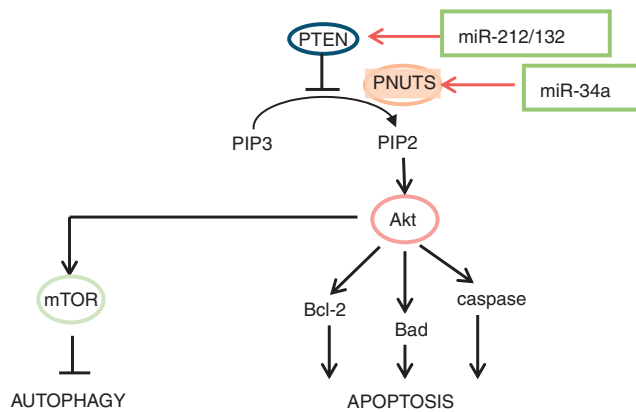 PTEN
miR-212/132
PNUTS
miR-34a
PIP3
PIP2
Akt
mTOR
Bcl-2
Bad
caspase
AUTOPHAGY
APOPTOSIS